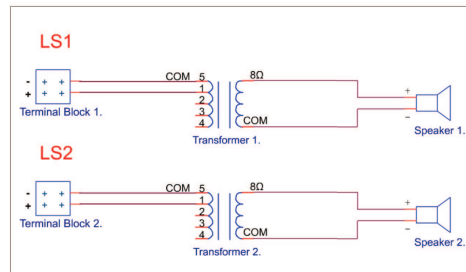 LS1
COM 5 8Ω
- 1 +
+ 2
Terminal Block 1. 3 −
4 COM Speaker 1.
Transformer 1.
LS2
COM 5 8Ω
- 1 +
+ 2
Terminal Block 2. 3 −
4 COM Speaker 2.
Transformer 2.